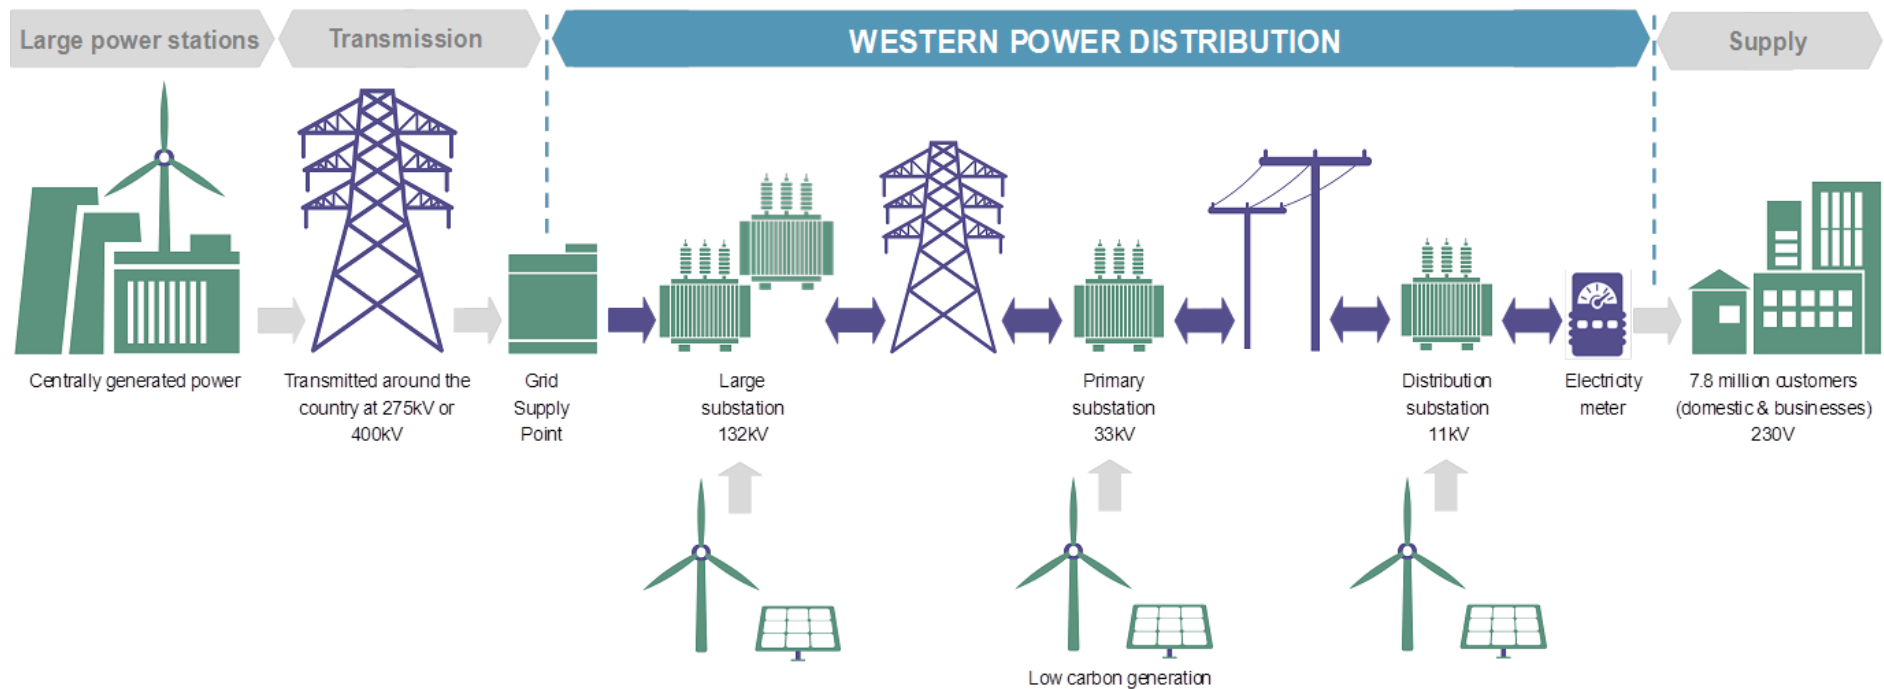 Large power stations
Transmission
WESTERN POWER DISTRIBUTION
Supply
Centrally generated power
Transmitted around the
country at 275kV or
400kV
Grid
Supply
Point
Large
substation
132kV
Primary
substation
33kV
Distribution
substation
11kV
Electricity
meter
7.8 million customers
(domestic & businesses)
230V
Low carbon generation